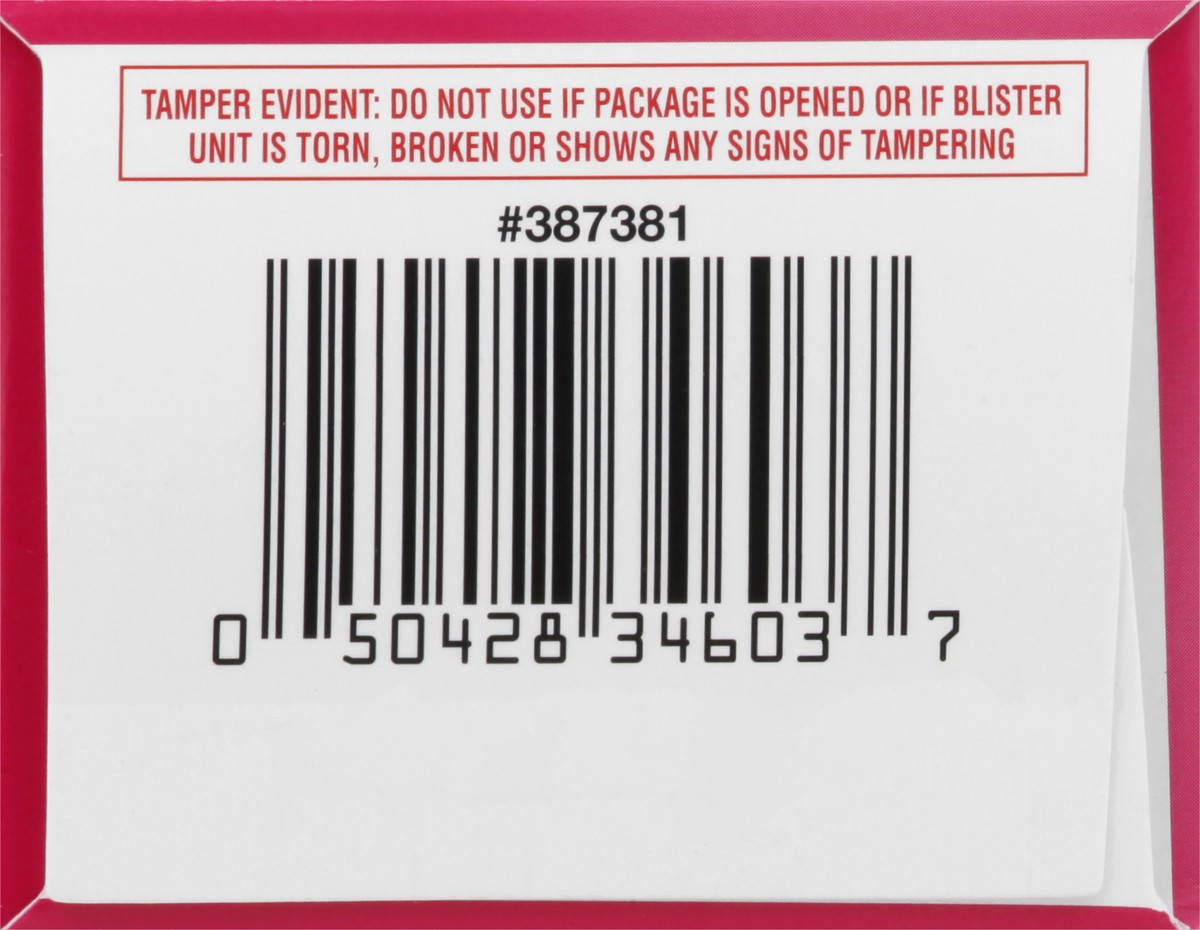 TAMPER EVIDENT: DO NOT USE IF PACKAGE IS OPENED OR IF BLISTER
UNIT IS TORN, BROKEN OR SHOWS ANY SIGNS OF TAMPERING
#387381
0 50428 34603 7